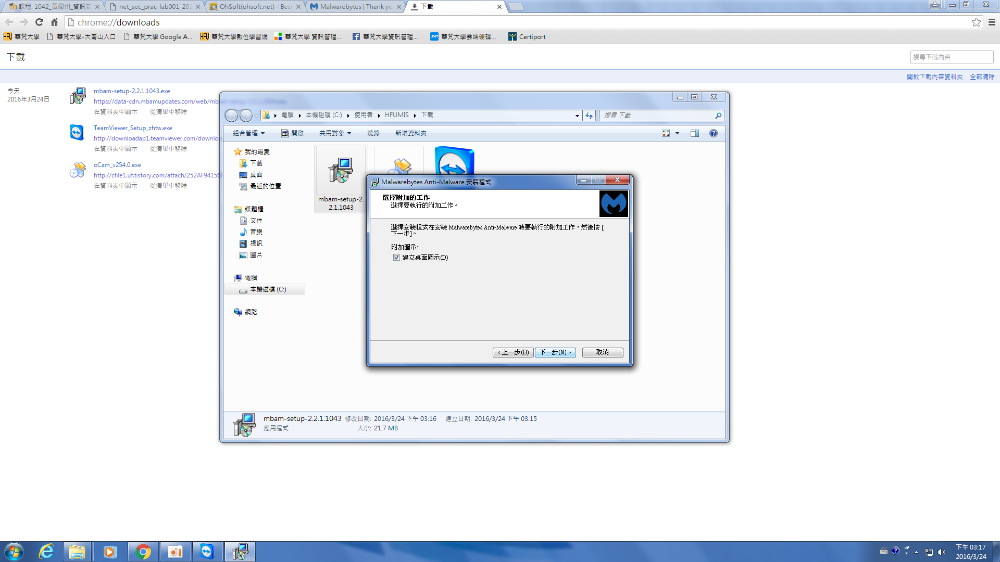 課程: 1042_黃履州_資訊安
net_sec_prac-lab001-201
OhSoft(ohsoft.net) - Best
Malwarebytes | Thank yo
下載
chrome://downloads
華梵大學
華梵大學-大崙山入口
華梵大學 Google A...
華梵大學數位學習網
華梵大學 資訊管理...
華梵大學資訊管理...
華梵大學雲端硬碟...
Certiport
下載
搜尋下載內容
開啟下載內容資料夾
全部清除
今天
2016年3月24日
mbam-setup-2.2.1.1043.exe
https://data-cdn.mbamupdates.com/web/mb
在資料夾中顯示 從清單中移除
TeamViewer_Setup_zhtw.exe
http://downloadap1.teamviewer.com/downloa
在資料夾中顯示 從清單中移除
oCam_v254.0.exe
http://cfile1.uf.tistory.com/attach/252AF94156
在資料夾中顯示 從清單中移除
電腦 本機磁碟 (C:) 使用者 HFUMIS 下載
搜尋 下載
組合管理 開啟 共用對象 燒錄 新增資料夾
我的最愛
下載
桌面
最近的位置
媒體櫃
文件
音樂
視訊
圖片
電腦
本機磁碟 (C:)
網路
mbam-setup-2.
2.1.1043
Malwarebytes Anti-Malware 安裝程式
選擇附加的工作
選擇要執行的附加工作。
選擇安裝程式在安裝 Malwarebytes Anti-Malware 時要執行的附加工作，然後按 [
下一步]。
附加圖示:
建立桌面圖示(D)
< 上一步(B)
下一步(N) >
取消
mbam-setup-2.2.1.1043 修改日期: 2016/3/24 下午 03:16 建立日期: 2016/3/24 下午 03:15
應用程式 大小: 21.7 MB
下午 03:17
2016/3/24